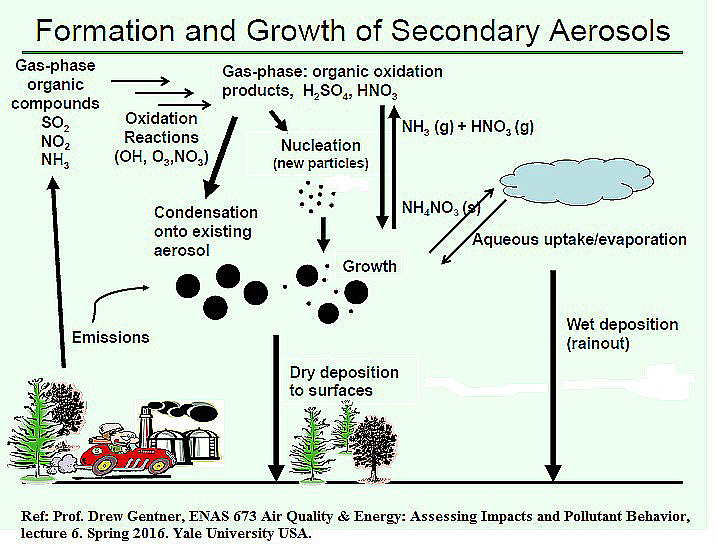 Formation and Growth of Secondary Aerosols
Gas-phase
organic
compounds
SO₂
NO₂
NH₃
Oxidation
Reactions
(OH, O₃,NO₃)
Gas-phase: organic oxidation
products, H₂SO₄, HNO₃
Nucleation
(new particles)
NH₃ (g) + HNO₃ (g)
NH₄NO₃ (s)
Condensation
onto existing
aerosol
Growth
Aqueous uptake/evaporation
Emissions
Wet deposition
(rainout)
Dry deposition
to surfaces
Ref: Prof. Drew Gentner, ENAS 673 Air Quality & Energy: Assessing Impacts and Pollutant Behavior,
lecture 6. Spring 2016. Yale University USA.